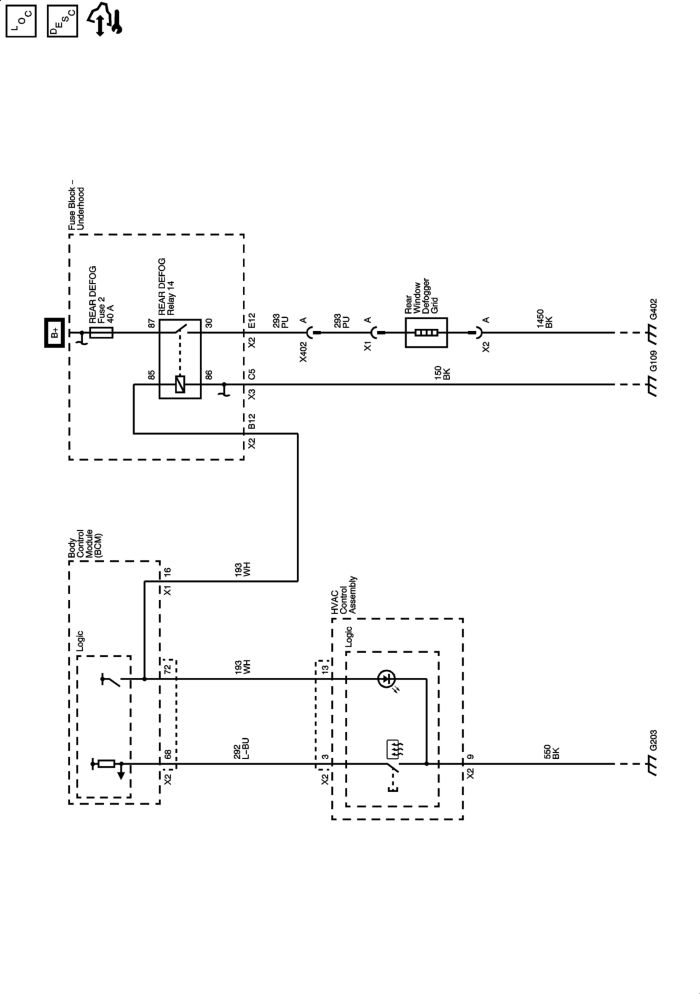 LOC
DESC
Fuse Block –
Underhood
B+
REAR DEFOG
Fuse 2
40 A
REAR DEFOG
Relay 14
87
30
85
86
X2
E12
X3
C5
X2
B12
293
PU
X402
A
293
PU
X1
A
Rear
Window
Defogger
Grid
X2
A
1450
BK
G402
150
BK
G109
Body
Control
Module
(BCM)
Logic
X1
16
193
WH
72
193
WH
X2
68
292
L–BU
HVAC
Control
Assembly
Logic
13
X2
3
X2
9
550
BK
G203